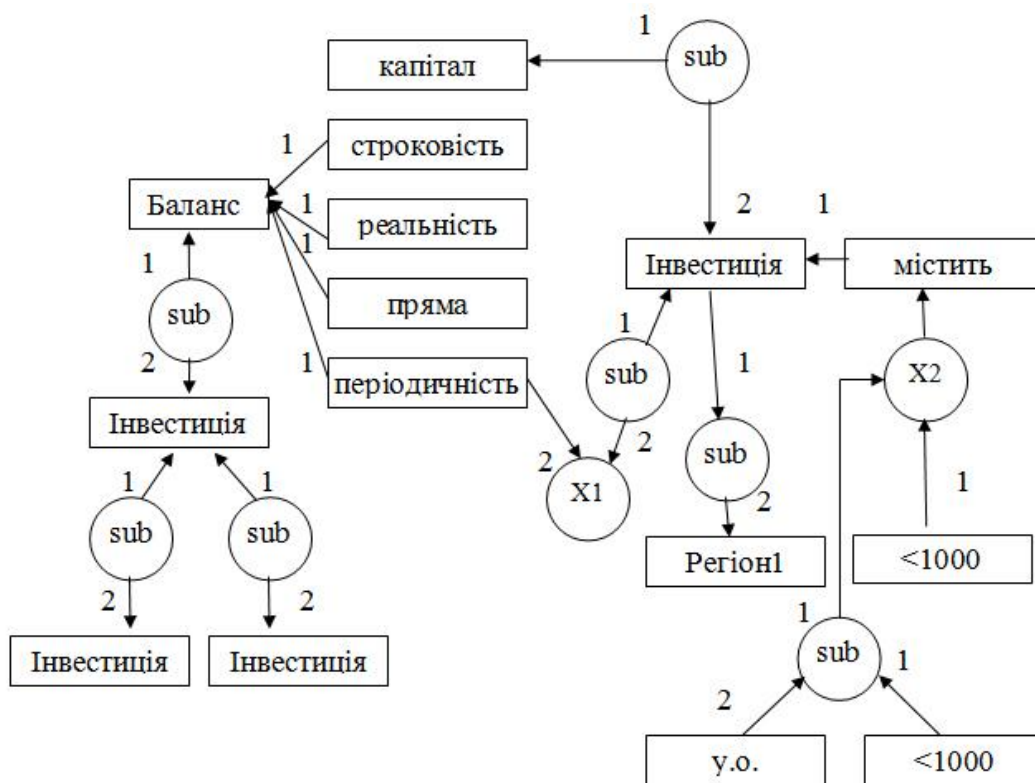 1
sub
капітал
1
строковість
Баланс
1
реальність
2
1
1
Інвестиція
містить
1
пряма
sub
1
sub
1
X2
2
1
періодичність
Інвестиція
2
2
sub
1
1
X1
2
1
sub
sub
Регіон1
<1000
2
2
1
sub
1
Інвестиція
Інвестиція
2
у.о.
<1000